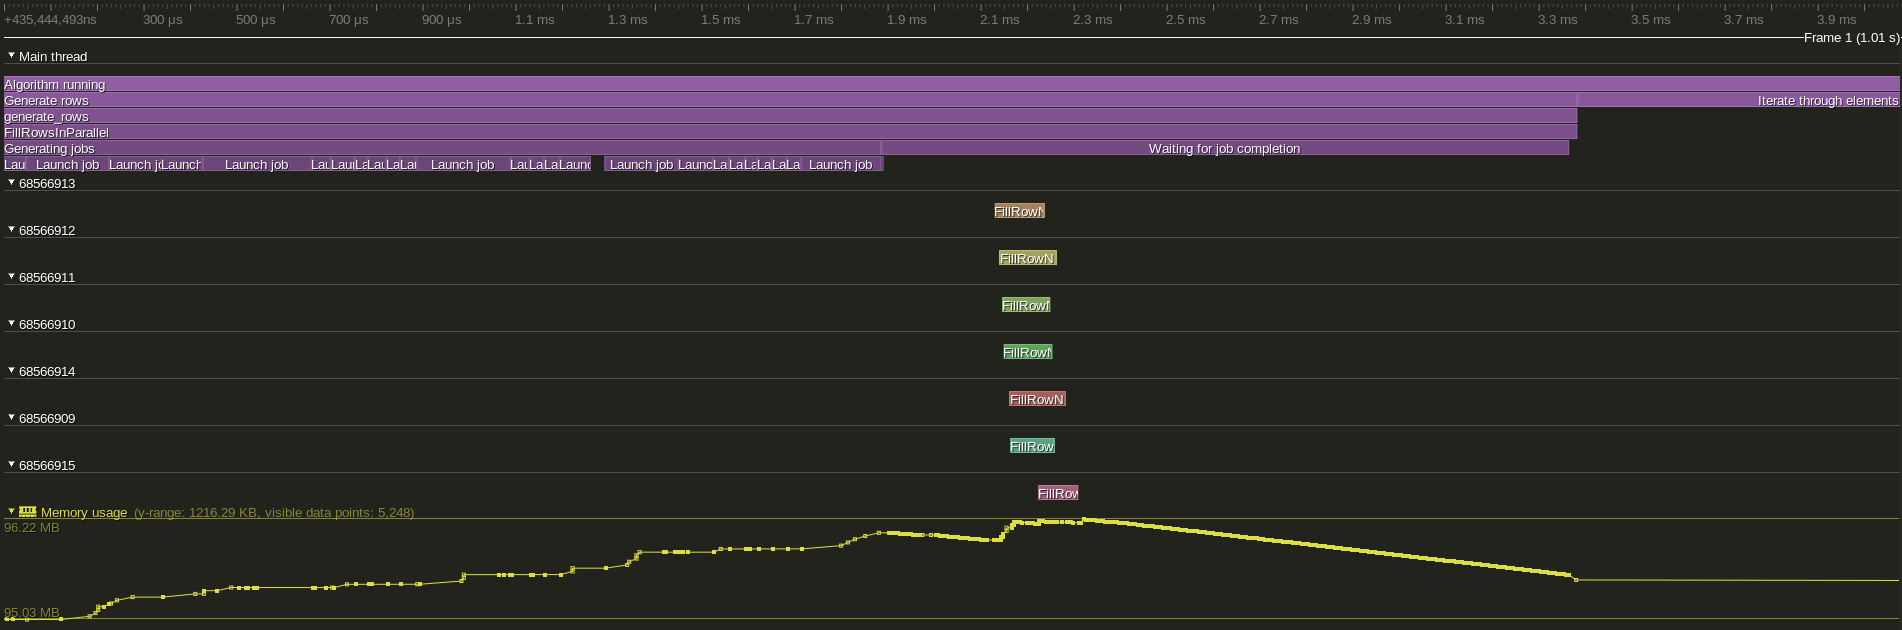 +435,444,493ns 300 μs 500 μs 700 μs 900 μs 1.1 ms 1.3 ms 1.5 ms 1.7 ms 1.9 ms 2.1 ms 2.3 ms 2.5 ms 2.7 ms 2.9 ms 3.1 ms 3.3 ms 3.5 ms 3.7 ms 3.9 ms
Frame 1 (1.01 s)
Main thread
Algorithm running
Generate rows Iterate through elements
generate_rows
FillRowsInParallel
Generating jobs Waiting for job completion
Lau Launch job Launch j Launch Launch job Lau Lau La Lau La La Launch job Lau La La Launc Launch job Launc La La La La La La Launch job
68566913
FillRowN
68566912
FillRowN
68566911
FillRowN
68566910
FillRowN
68566914
FillRowN
68566909
FillRow
68566915
FillRow
Memory usage (y-range: 1216.29 KB, visible data points: 5,248)
96.22 MB
95.03 MB